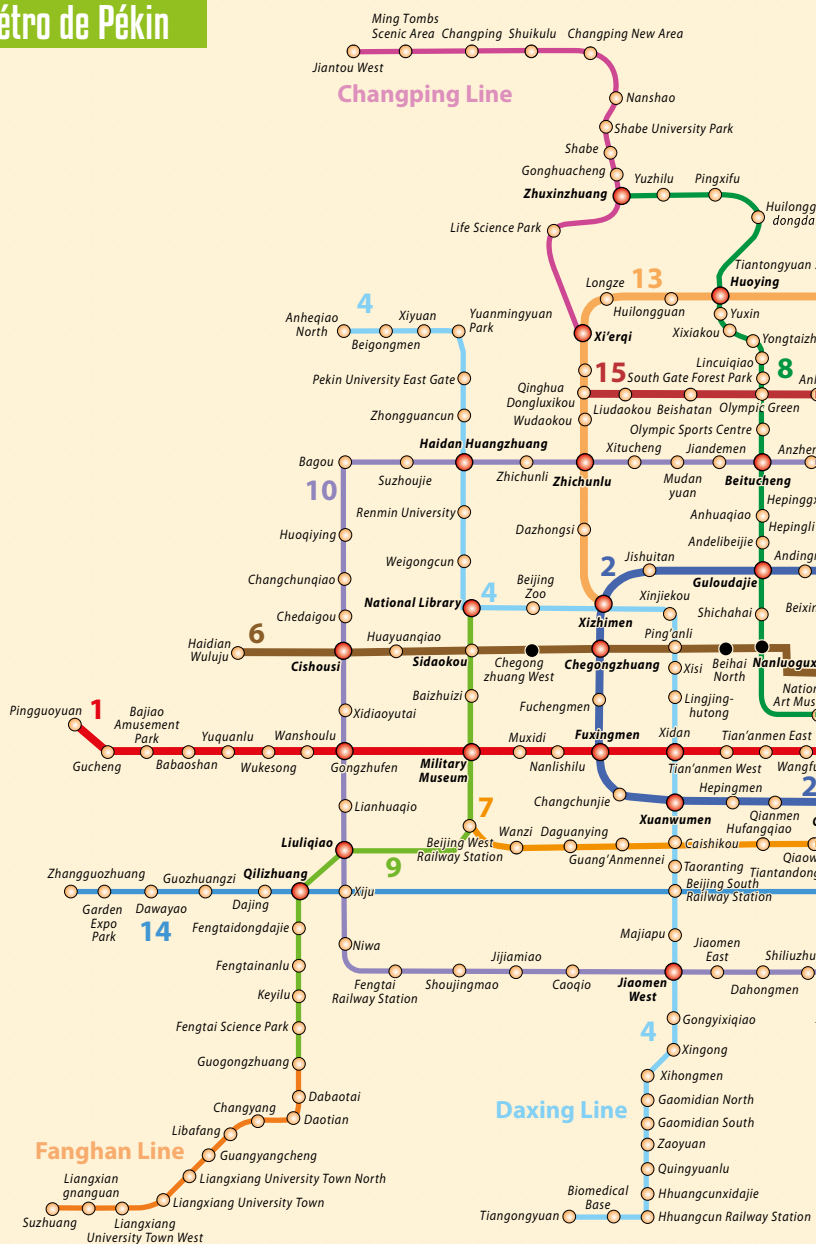 étro de Pékin
Ming Tombs
Scenic Area
Changping
Shuikulu
Changping New Area
Jiantou West
Changping Line
Nanshao
Shabe University Park
Shabe
Gonghuacheng
Zhuxinzhuang
Yuzhilu
Pingxifu
Huilongg
dongda
Life Science Park
Tiantongyuan
Huoying
Longze
13
Huilongguan
Yuxin
Xixiakou
Yongtaizh
4
Anheqiao
North
Xiyuan
Beigongmen
Yuanmingyuan
Park
Xi'erqi
Lincuiqiao
8
15
South Gate Forest Park
Anl
Pekin University East Gate
Qinghua
Dongluxikou
Liudaokou
Beishatan
Olympic Green
Zhongguancun
Wudaokou
Olympic Sports Centre
Haidan Huangzhuang
Xitucheng
Jiandemen
Anzhen
Bagou
Suzhoujie
Zhichunli
Zhichunlu
Mudan
yuan
Beitucheng
10
Hepinggx
Renmin University
Anhuaqiao
Hepingli
Dazhongsi
Huoqiying
Andelibeijie
Weigongcun
2
Jishuitan
Andingn
Changchunqiao
Beijing
Zoo
Guloudajie
National Library
4
Xinjiekou
Chedaigou
Xizhimen
Shichahai
Beixin
6
Ping'anli
Haidian
Wuluju
Huayuanqiao
Cishousi
Sidaokou
Chegong
zhuang West
Chegongzhuang
Xisi
Beihai
North
Nanluogux
Baizhuizi
Fuchengmen
Lingjing-
hutong
Nation
Art Mus
Pingguoyuan
1
Bajiao
Amusement
Park
Xidiaoyutai
Yuquanlu
Wanshoulu
Muxidi
Fuxingmen
Xidan
Tian'anmen East
Gucheng
Babaoshan
Wukesong
Gongzhufen
Military
Museum
Nanlishilu
Tian'anmen West
Wangfu
2
Changchunjie
Hepingmen
Lianhuaqio
7
Xuanwumen
Qianmen
Hufangqiao
Wanzi
Daguanying
Liuliqiao
Beijing West
Railway Station
Caishikou
9
Guang'Anmennei
Qiaow
Tiantandong
Taoranting
Zhangguozhuang
Guozhuangzi
Qilizhuang
Xiju
Beijing South
Railway Station
Garden
Expo
Park
Dawayao
Dajing
14
Fengtaidongdajie
Majiapu
Niwa
Jiaomen
East
Shiliuzhu
Jijiamiao
Fengtainanlu
Fengtai
Railway Station
Shoujingmao
Caoqio
Jiaomen
West
Dahongmen
Keyilu
Gongyixiqiao
Fengtai Science Park
4
Xingong
Guogongzhuang
Xihongmen
Dabaotai
Gaomidian North
Changyang
Daotian
Daxing Line
Gaomidian South
Libafang
Zaoyuan
Fanghan Line
Guangyangcheng
Quingyuanlu
Liangxian
gnanguan
Liangxiang University Town North
Biomedical
Base
Hhuangcunxidajie
Liangxiang University Town
Tiangongyuan
Hhuangcun Railway Station
Suzhuang
Liangxiang
University Town West